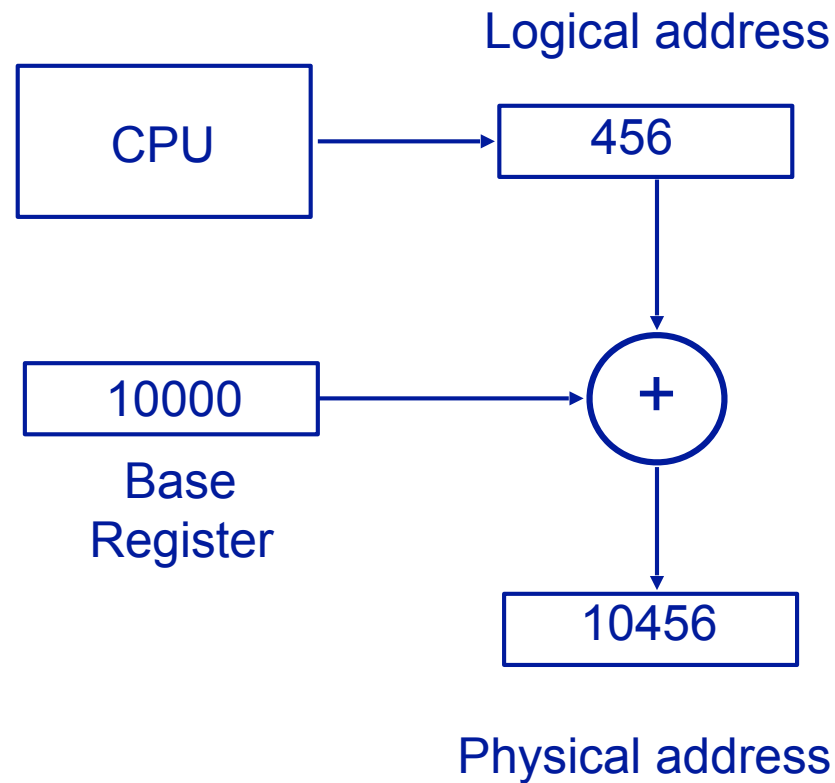 Logical address
CPU
456
10000
+
Base
Register
10456
Physical address